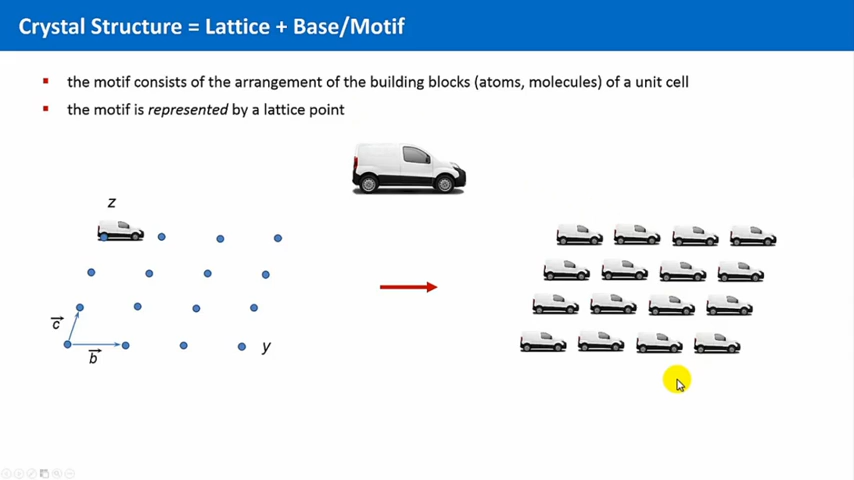 Crystal Structure = Lattice + Base/Motif
the motif consists of the arrangement of the building blocks (atoms, molecules) of a unit cell
the motif is represented by a lattice point
z
c
b
y